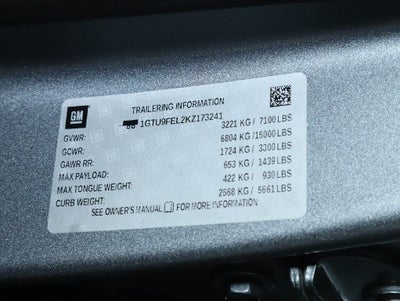 GM
TRAILERING INFORMATION
1GTU9FEL2KZ173241
GVWR: 3221 KG / 7100 LBS
GCWR: 6804 KG / 15000 LBS
GAWR RR: 1724 KG / 3300 LBS
MAX PAYLOAD: 653 KG / 1439 LBS
MAX TONGUE WEIGHT: 422 KG / 930 LBS
CURB WEIGHT: 2568 KG / 5661 LBS
SEE OWNER'S MANUAL FOR MORE INFORMATION